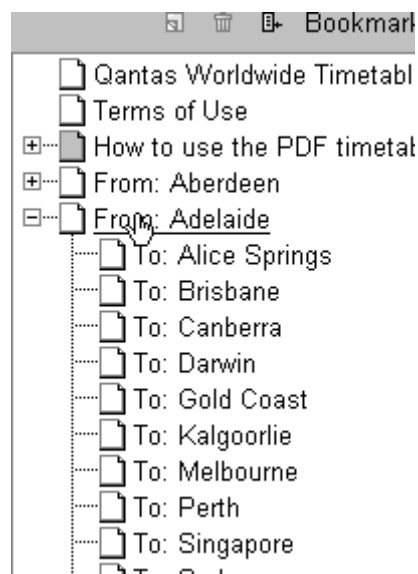 Bookmark
Qantas Worldwide Timetabl
Terms of Use
How to use the PDF timetab
From: Aberdeen
From: Adelaide
To: Alice Springs
To: Brisbane
To: Canberra
To: Darwin
To: Gold Coast
To: Kalgoorlie
To: Melbourne
To: Perth
To: Singapore